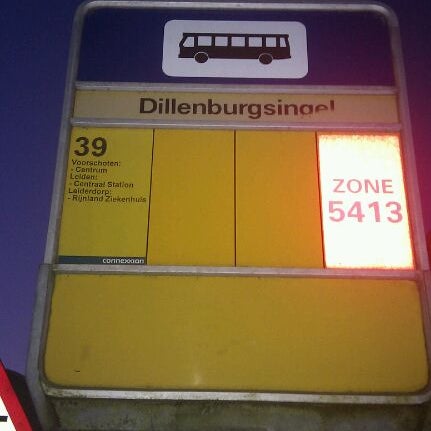 Dillenburgsingel
39
Voorschoten:
- Centrum
Leiden:
- Centraal Station
Leiderdorp:
- Rijnland Ziekenhuis
connexxion
ZONE
5413